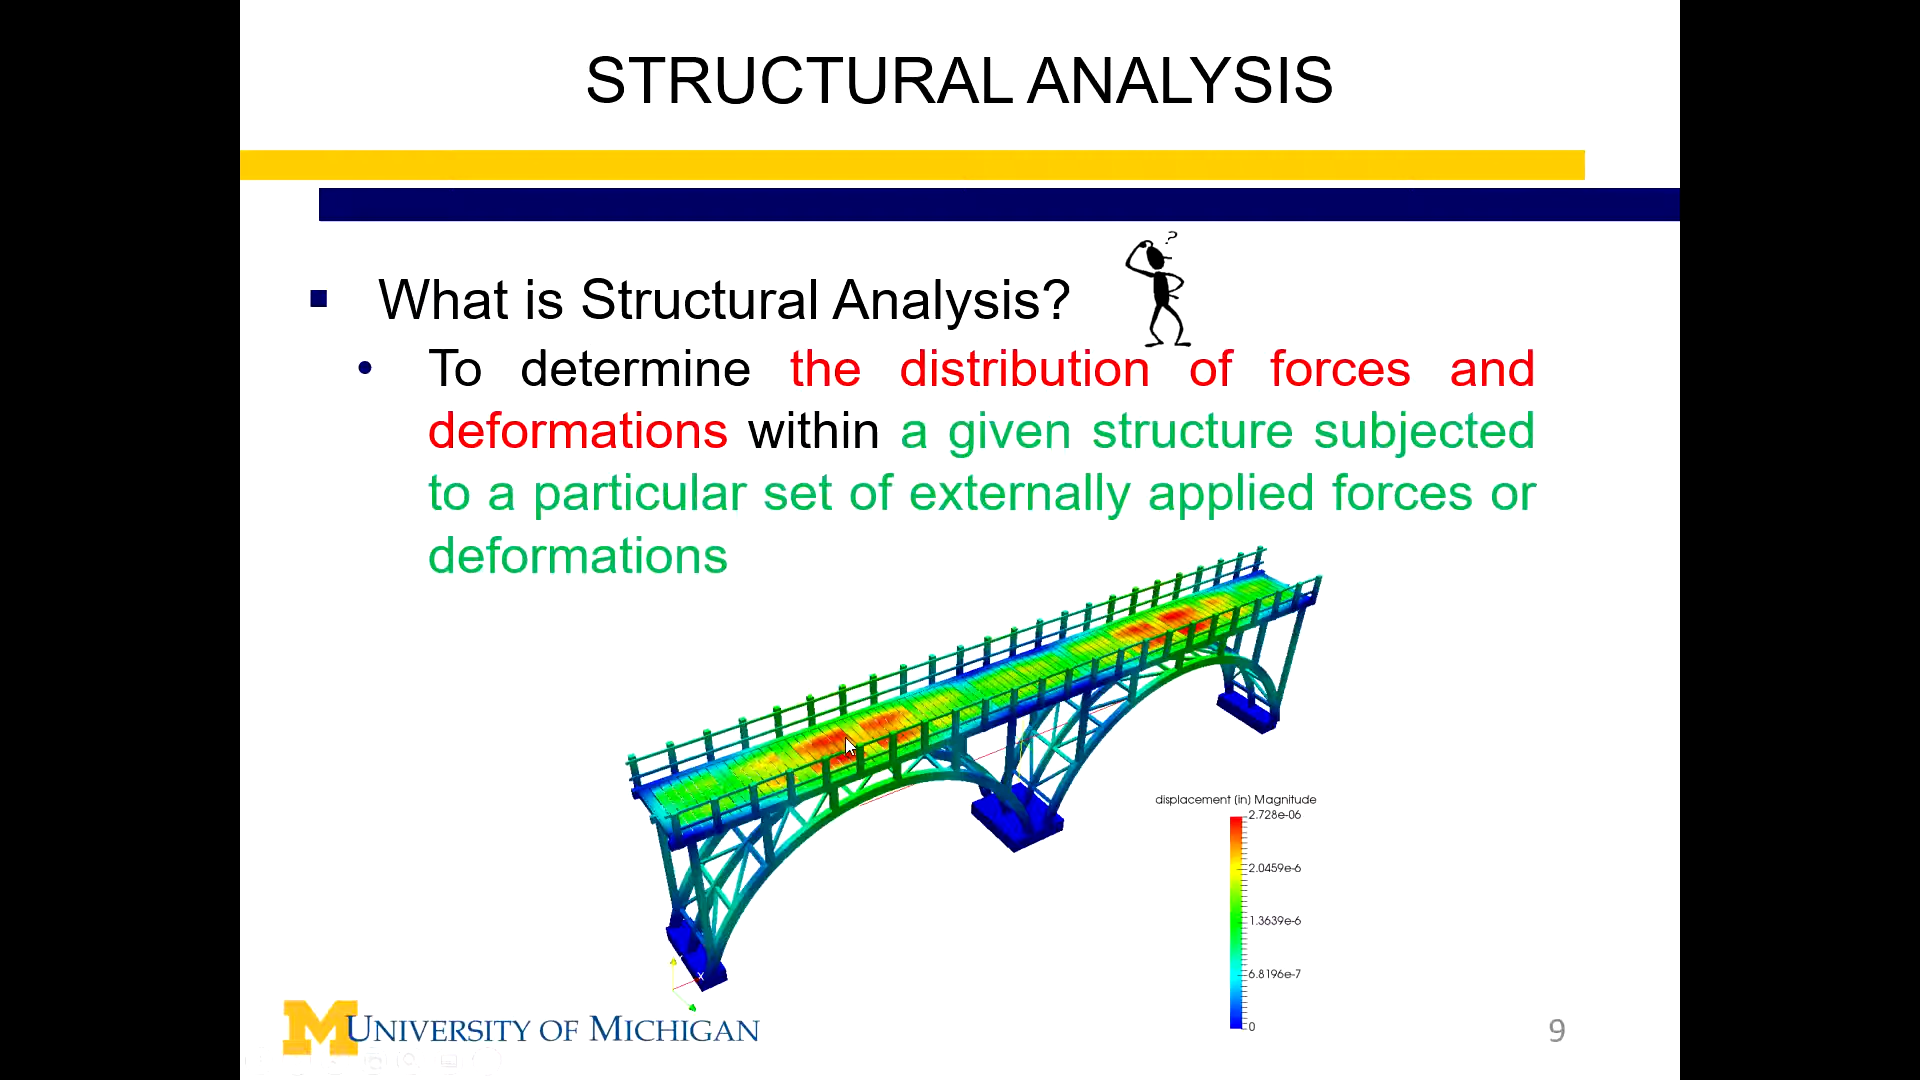 STRUCTURAL ANALYSIS
?
What is Structural Analysis?
To determine the distribution of forces and
deformations within a given structure subjected
to a particular set of externally applied forces or
deformations
displacement (in) Magnitude
2.728e-06
2.0459e-6
1.3639e-6
6.8196e-7
0
X
M UNIVERSITY OF MICHIGAN
9